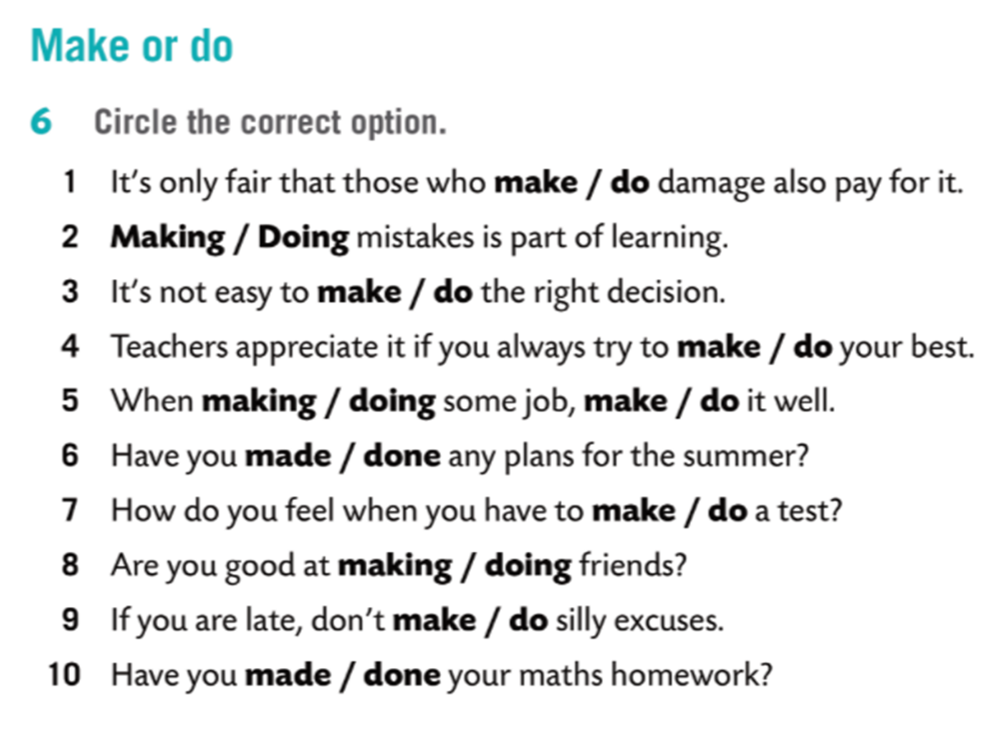 Make or do
6 Circle the correct option.
1 It's only fair that those who make / do damage also pay for it.
2 Making / Doing mistakes is part of learning.
3 It's not easy to make / do the right decision.
4 Teachers appreciate it if you always try to make / do your best.
5 When making / doing some job, make / do it well.
6 Have you made / done any plans for the summer?
7 How do you feel when you have to make / do a test?
8 Are you good at making / doing friends?
9 If you are late, don't make / do silly excuses.
10 Have you made / done your maths homework?